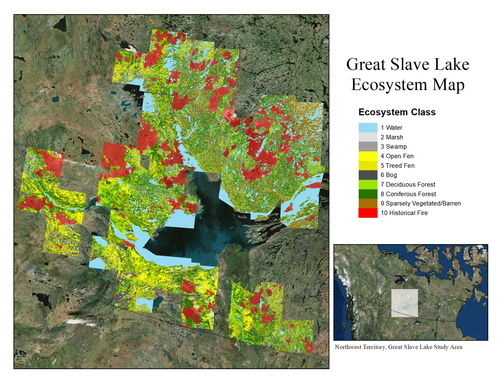 Great Slave Lake
Ecosystem Map
Ecosystem Class
1 Water
2 Marsh
3 Swamp
4 Open Fen
5 Treed Fen
6 Bog
7 Deciduous Forest
8 Coniferous Forest
9 Sparsely Vegetated/Barren
10 Historical Fire
Northwest Territory, Great Slave Lake Study Area